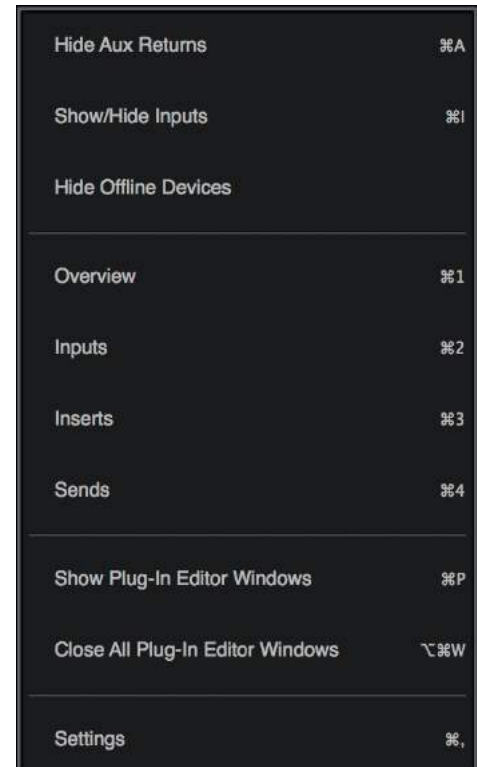 Hide Aux Returns ⌘A
Show/Hide Inputs ⌘I
Hide Offline Devices
Overview ⌘1
Inputs ⌘2
Inserts ⌘3
Sends ⌘4
Show Plug-In Editor Windows ⌘P
Close All Plug-In Editor Windows ⌥⌘W
Settings ⌘,